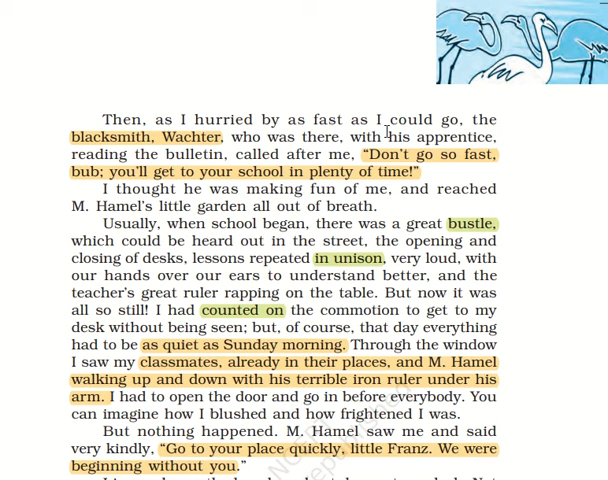 Then, as I hurried by as fast as I could go, the
blacksmith, Wachter, who was there, with his apprentice,
reading the bulletin, called after me, “Don’t go so fast,
bub; you’ll get to your school in plenty of time!”
I thought he was making fun of me, and reached
M. Hamel’s little garden all out of breath.
Usually, when school began, there was a great bustle,
which could be heard out in the street, the opening and
closing of desks, lessons repeated in unison, very loud, with
our hands over our ears to understand better, and the
teacher’s great ruler rapping on the table. But now it was
all so still! I had counted on the commotion to get to my
desk without being seen; but, of course, that day everything
had to be as quiet as Sunday morning. Through the window
I saw my classmates, already in their places, and M. Hamel
walking up and down with his terrible iron ruler under his
arm. I had to open the door and go in before everybody. You
can imagine how I blushed and how frightened I was.
But nothing happened. M. Hamel saw me and said
very kindly, “Go to your place quickly, little Franz. We were
beginning without you.”